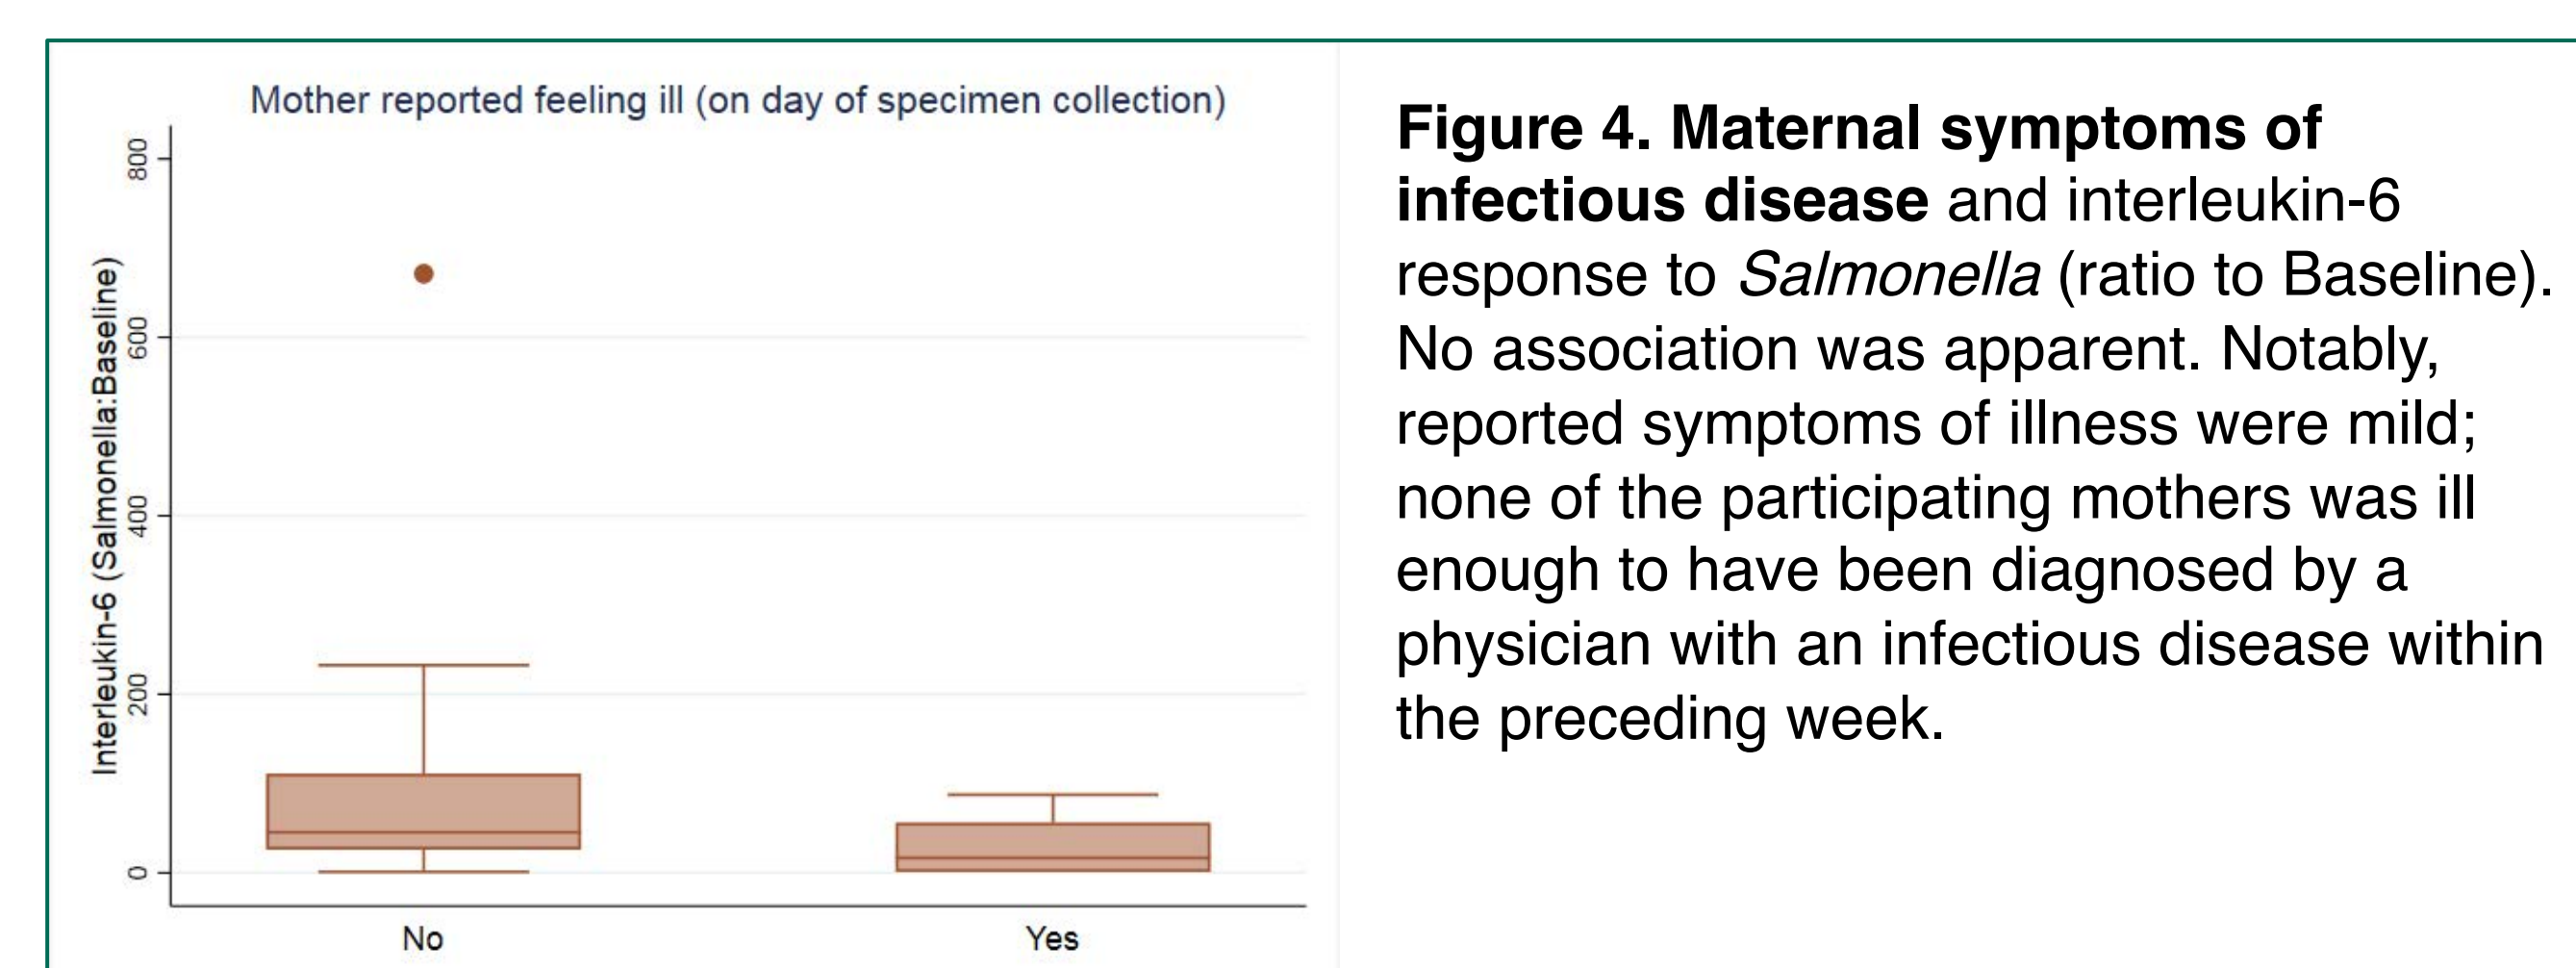 Mother reported feeling ill (on day of specimen collection)
Interleukin-6 (Salmonella:Baseline)
800
600
400
200
0
No
Yes
Figure 4. Maternal symptoms of
infectious disease and interleukin-6
response to Salmonella (ratio to Baseline).
No association was apparent. Notably,
reported symptoms of illness were mild;
none of the participating mothers was ill
enough to have been diagnosed by a
physician with an infectious disease within
the preceding week.